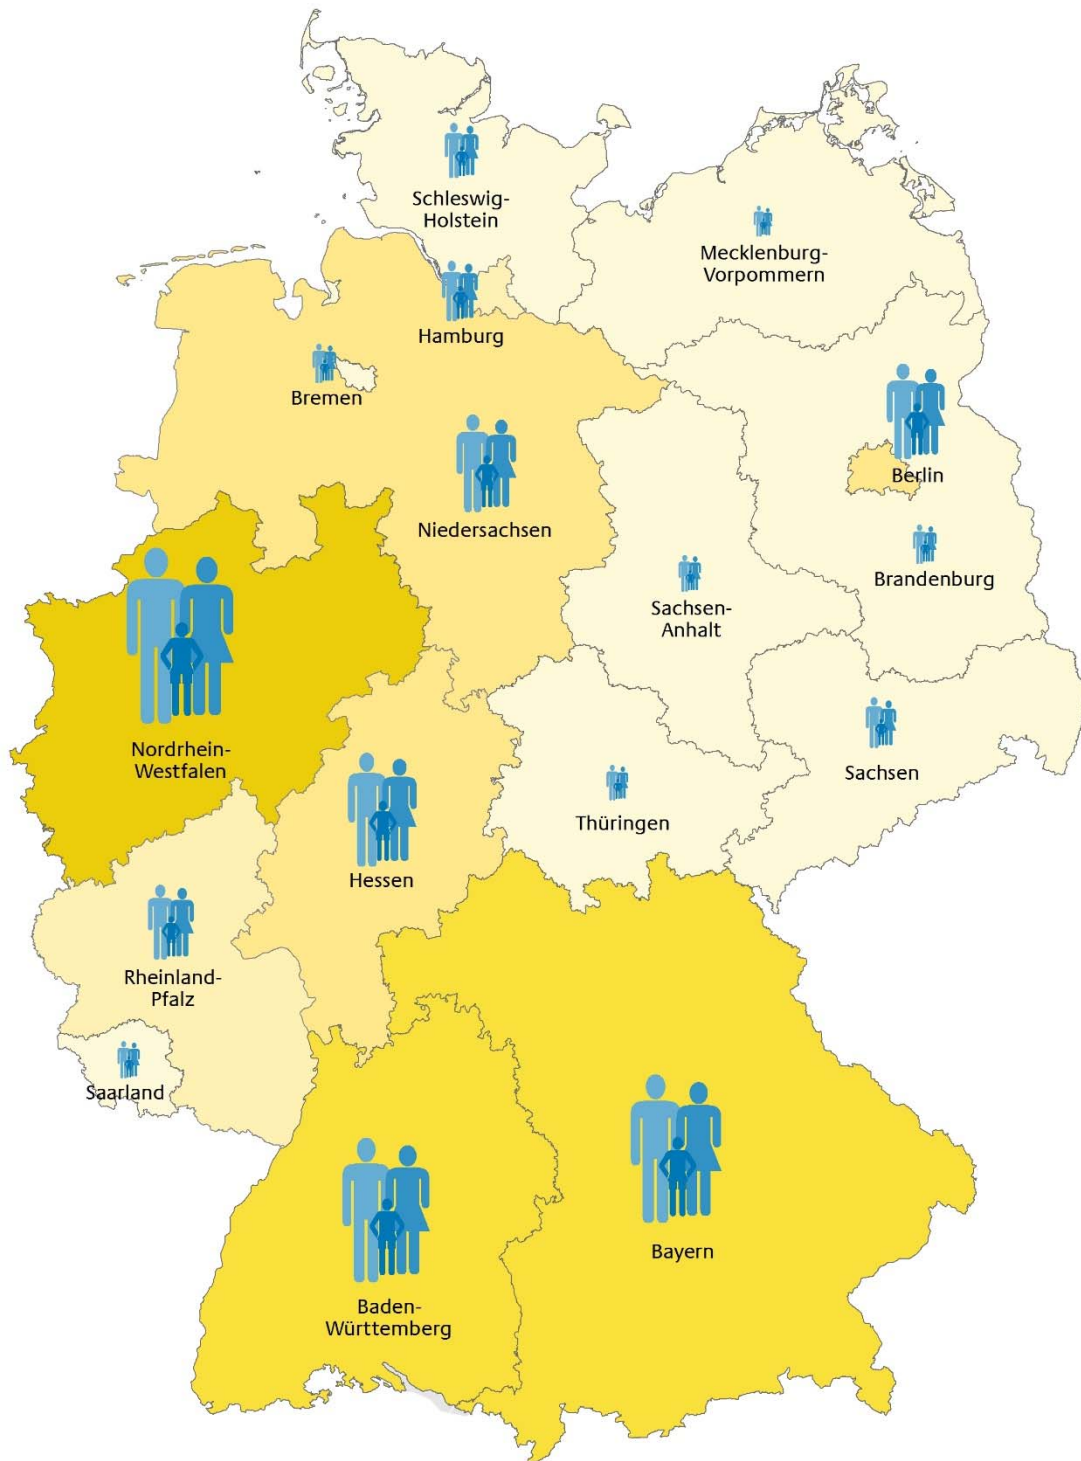 Schleswig-
Holstein
Mecklenburg-
Vorpommern
Hamburg
Bremen
Berlin
Niedersachsen
Brandenburg
Sachsen-
Anhalt
Nordrhein-
Westfalen
Sachsen
Thüringen
Hessen
Rheinland-
Pfalz
Saarland
Bayern
Baden-
Württemberg